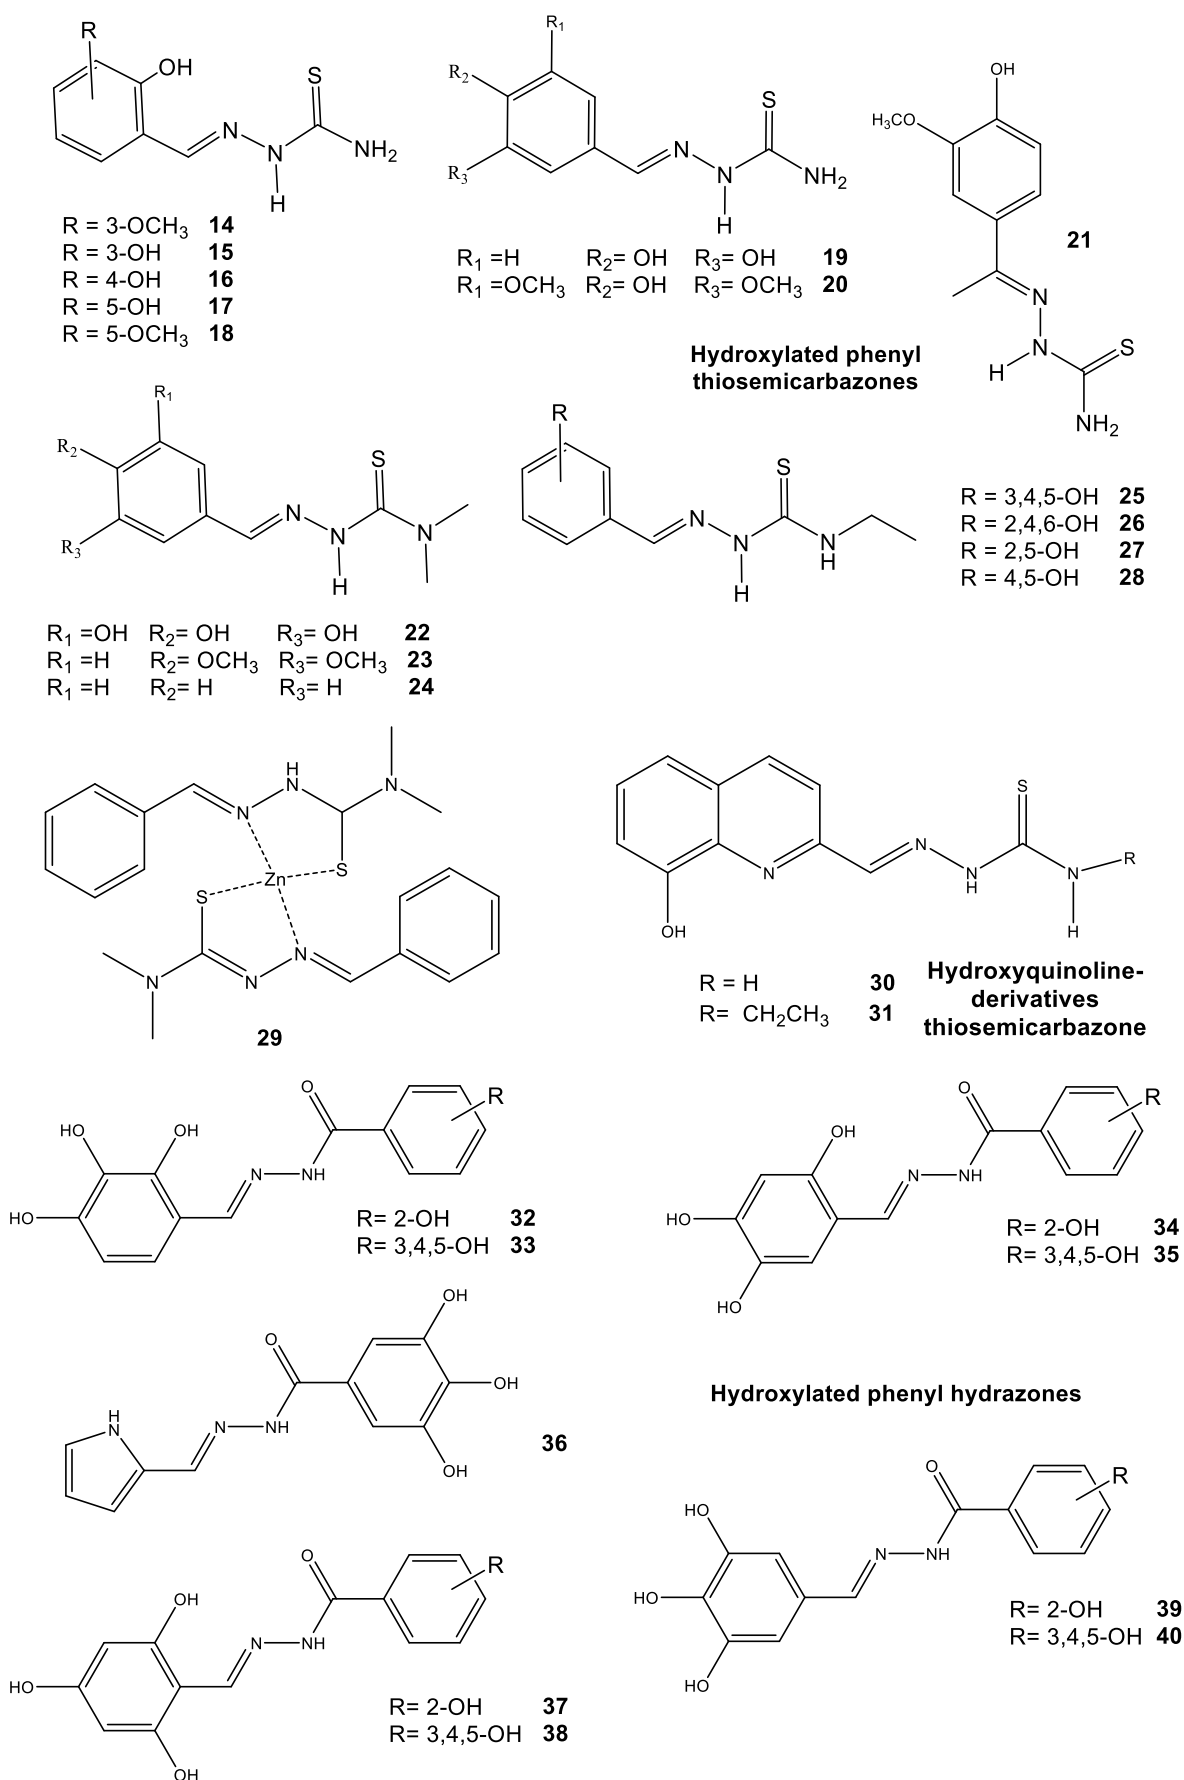 R
OH
S
N
N
NH2
H
R = 3-OCH3 14
R = 3-OH 15
R = 4-OH 16
R = 5-OH 17
R = 5-OCH3 18
R1
R2
R3
S
N
N
NH2
H
R1 =H R2= OH R3= OH 19
R1 =OCH3 R2= OH R3= OCH3 20
OH
H3CO
21
N
N
H
S
NH2
Hydroxylated phenyl
thiosemicarbazones
R1
R2
R3
S
N
N
N
H
R1 =OH R2= OH R3= OH 22
R1 =H R2= OCH3 R3= OCH3 23
R1 =H R2= H R3= H 24
R
S
N
N
N
H
H
R = 3,4,5-OH 25
R = 2,4,6-OH 26
R = 2,5-OH 27
R = 4,5-OH 28
H
N
N
N
S
Zn
S
N
N
N
29
S
N
R
N
N
H
N
OH
H
R = H 30
R= CH2CH3 31
Hydroxyquinoline-
derivatives
thiosemicarbazone
O
R
HO
OH
N
NH
HO
R= 2-OH 32
R= 3,4,5-OH 33
O
R
OH
N
NH
HO
HO
R= 2-OH 34
R= 3,4,5-OH 35
OH
O
OH
H
N
N
NH
OH
36
Hydroxylated phenyl hydrazones
O
R
OH
N
NH
HO
OH
R= 2-OH 37
R= 3,4,5-OH 38
O
R
HO
N
NH
HO
HO
R= 2-OH 39
R= 3,4,5-OH 40